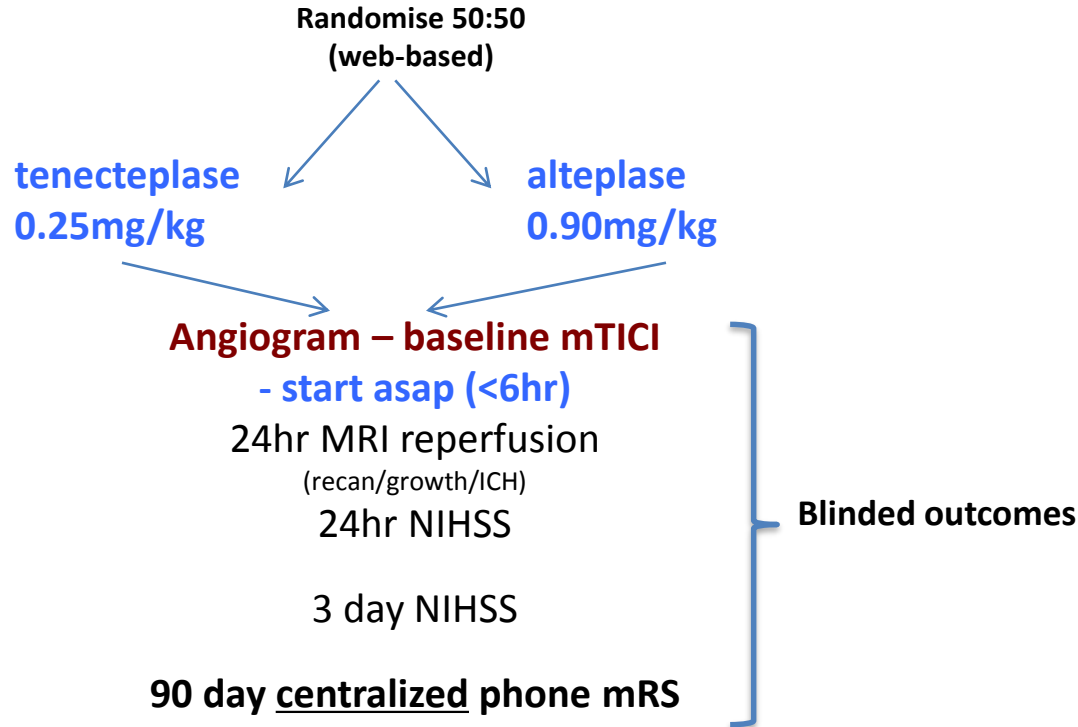 Randomise 50:50
(web-based)
tenecteplase
0.25mg/kg
alteplase
0.90mg/kg
Angiogram – baseline mTICI
- start asap (<6hr)
24hr MRI reperfusion
(recan/growth/ICH)
24hr NIHSS
Blinded outcomes
3 day NIHSS
90 day centralized phone mRS